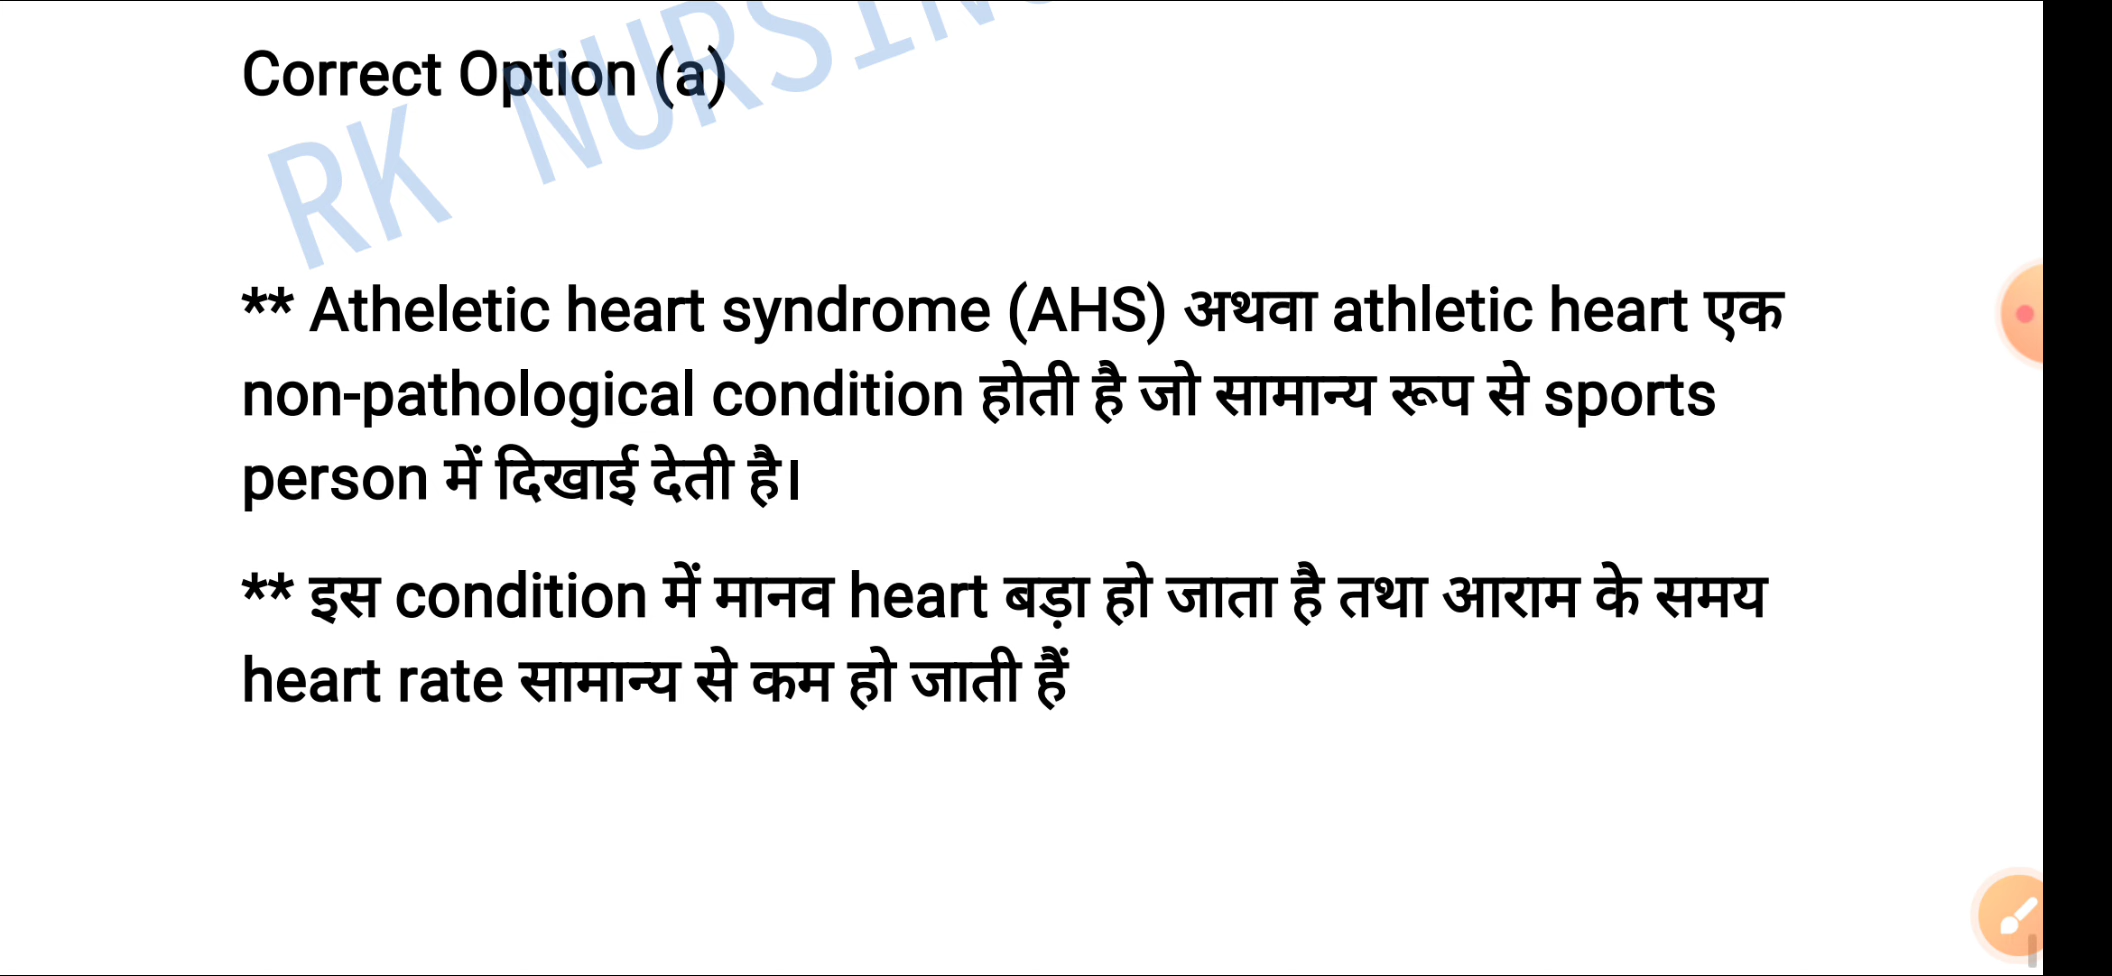 Correct Option (a)
RK NURSING
** Atheletic heart syndrome (AHS) अथवा athletic heart एक
non-pathological condition होती है जो सामान्य रूप से sports
person में दिखाई देती है।
** इस condition में मानव heart बड़ा हो जाता है तथा आराम के समय
heart rate सामान्य से कम हो जाती हैं